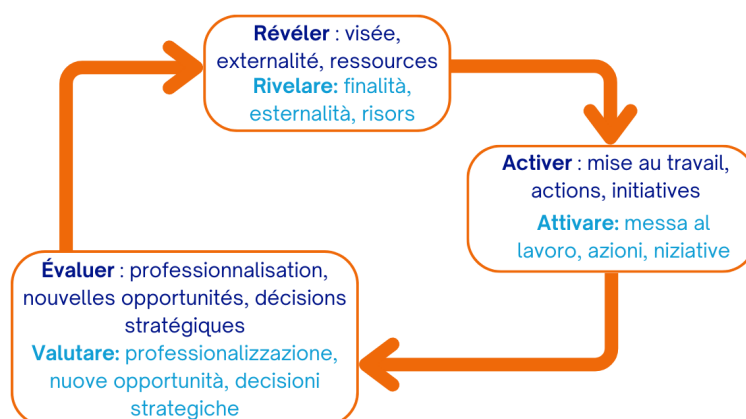 Révéler : visée,
externalité, ressources
Rivelare: finalità,
esternalità, risors
Activer : mise au travail,
actions, initiatives
Attivare: messa al
lavoro, azioni, niziative
Évaluer : professionnalisation,
nouvelles opportunités, décisions
stratégiques
Valutare: professionalizzazione,
nuove opportunità, decisioni
strategiche